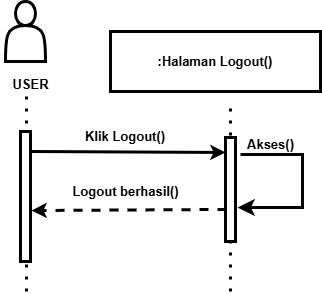 :Halaman Logout()
USER
Klik Logout()
Akses()
Logout berhasil()